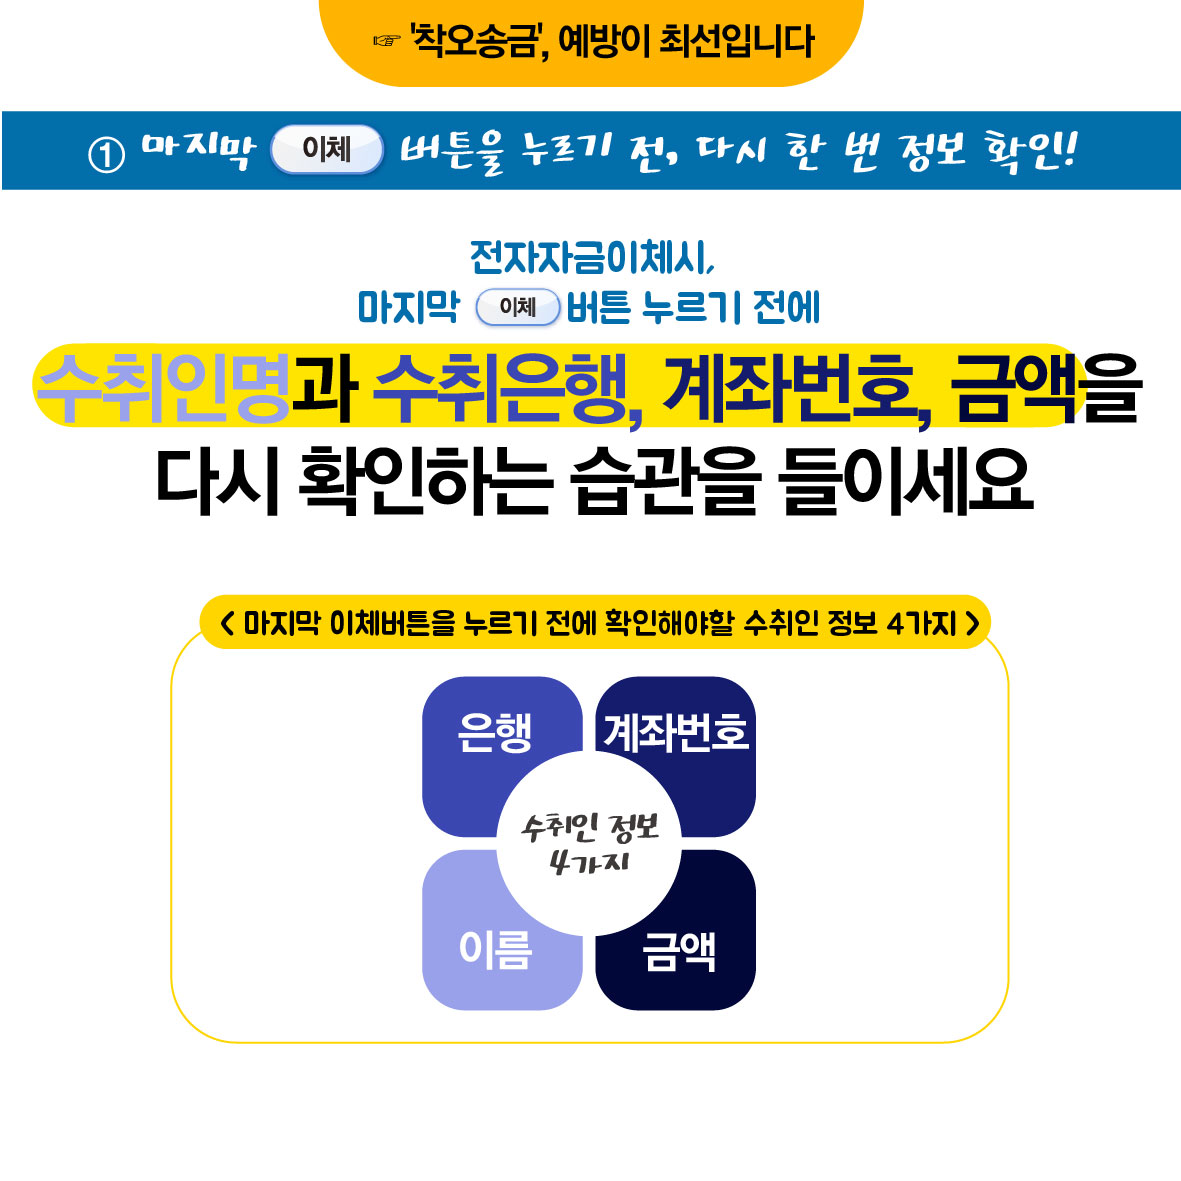 ☞ '착오송금', 예방이 최선입니다
① 마지막 이체 버튼을 누르기 전, 다시 한 번 정보 확인!
전자자금이체시,
마지막 이체 버튼 누르기 전에
수취인명과 수취은행, 계좌번호, 금액을
다시 확인하는 습관을 들이세요
< 마지막 이체버튼을 누르기 전에 확인해야할 수취인 정보 4가지 >
은행
계좌번호
수취인 정보
4가지
이름
금액